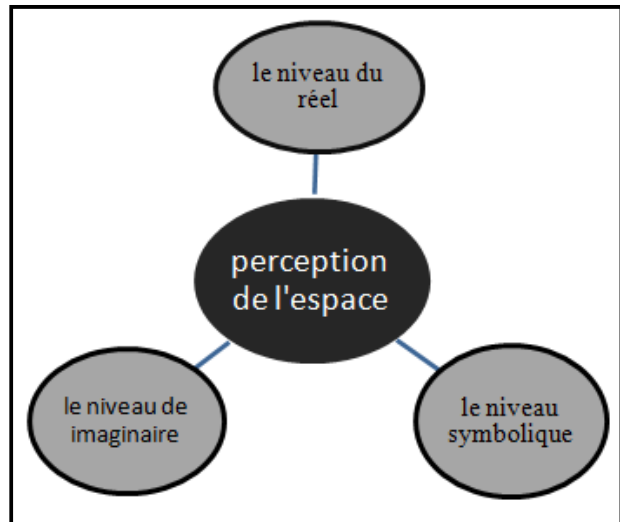 le niveau du
réel
perception
de l'espace
le niveau de
imaginaire
le niveau
symbolique